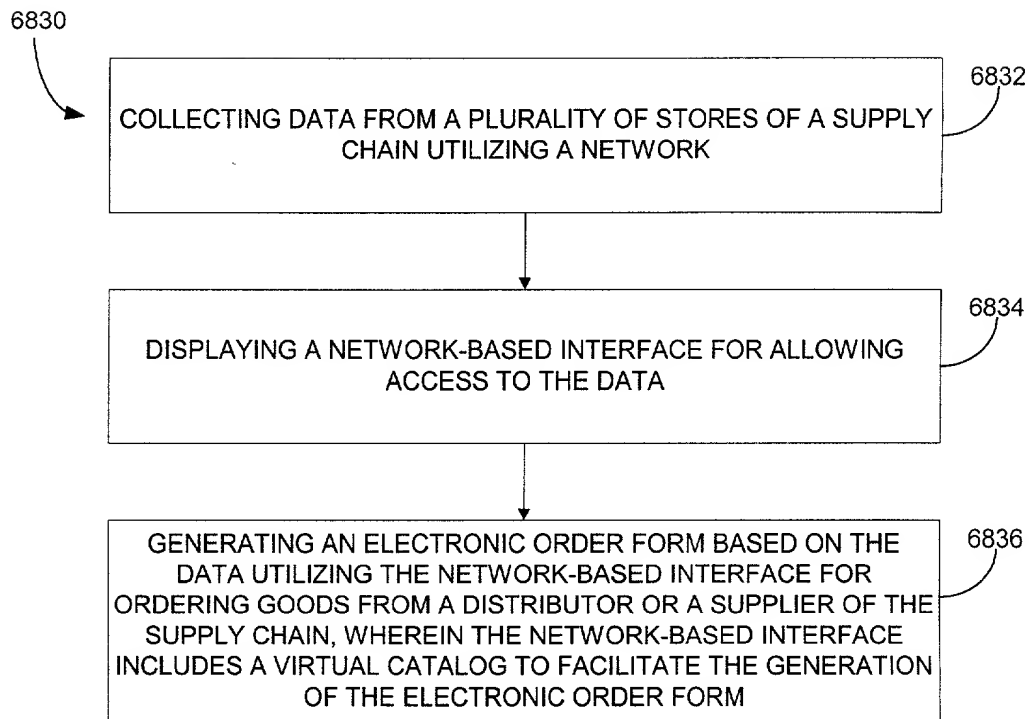 6830
6832
COLLECTING DATA FROM A PLURALITY OF STORES OF A SUPPLY
CHAIN UTILIZING A NETWORK
6834
DISPLAYING A NETWORK-BASED INTERFACE FOR ALLOWING
ACCESS TO THE DATA
6836
GENERATING AN ELECTRONIC ORDER FORM BASED ON THE
DATA UTILIZING THE NETWORK-BASED INTERFACE FOR
ORDERING GOODS FROM A DISTRIBUTOR OR A SUPPLIER OF THE
SUPPLY CHAIN, WHEREIN THE NETWORK-BASED INTERFACE
INCLUDES A VIRTUAL CATALOG TO FACILITATE THE GENERATION
OF THE ELECTRONIC ORDER FORM